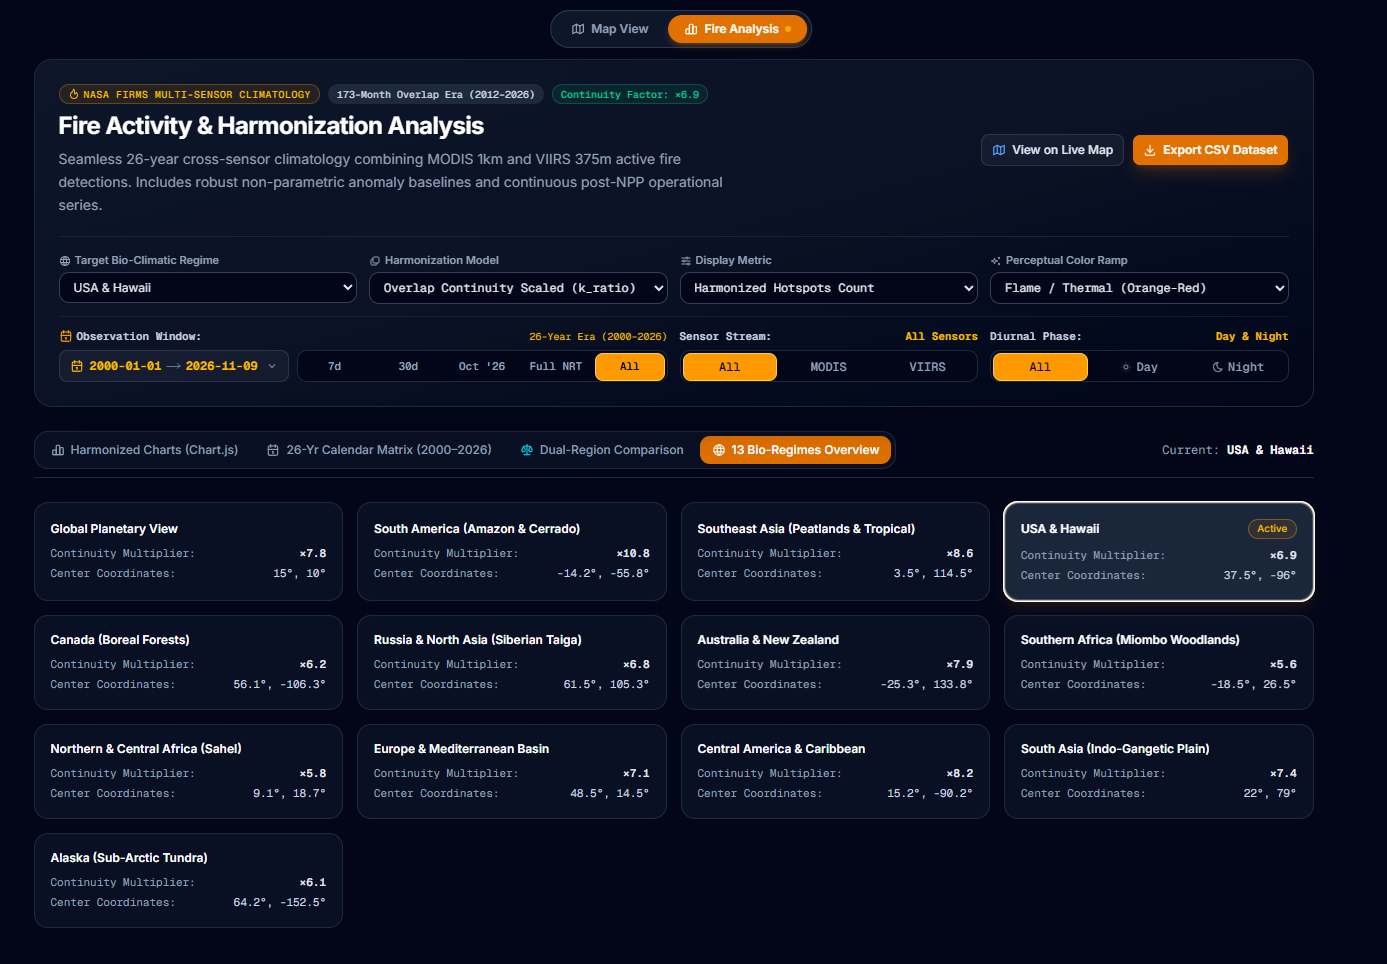 Map View
Fire Analysis
NASA FIRMS MULTI-SENSOR CLIMATOLOGY
173-Month Overlap Era (2012–2026)
Continuity Factor: ×6.9
Fire Activity & Harmonization Analysis
Seamless 26-year cross-sensor climatology combining MODIS 1km and VIIRS 375m active fire
detections. Includes robust non-parametric anomaly baselines and continuous post-NPP operational
series.
View on Live Map
Export CSV Dataset
Target Bio-Climatic Regime
Harmonization Model
Display Metric
Perceptual Color Ramp
USA & Hawaii
Overlap Continuity Scaled (k_ratio)
Harmonized Hotspots Count
Flame / Thermal (Orange-Red)
Observation Window:
26-Year Era (2000–2026)
Sensor Stream:
All Sensors
Diurnal Phase:
Day & Night
2000-01-01 → 2026-11-09
7d
30d
Oct '26
Full NRT
All
All
MODIS
VIIRS
All
Day
Night
Harmonized Charts (Chart.js)
26-Yr Calendar Matrix (2000–2026)
Dual-Region Comparison
13 Bio-Regimes Overview
Current: USA & Hawaii
Global Planetary View
Continuity Multiplier: ×7.8
Center Coordinates: 15°, 10°
South America (Amazon & Cerrado)
Continuity Multiplier: ×10.8
Center Coordinates: -14.2°, -55.8°
Southeast Asia (Peatlands & Tropical)
Continuity Multiplier: ×8.6
Center Coordinates: 3.5°, 114.5°
USA & Hawaii
Active
Continuity Multiplier: ×6.9
Center Coordinates: 37.5°, -96°
Canada (Boreal Forests)
Continuity Multiplier: ×6.2
Center Coordinates: 56.1°, -106.3°
Russia & North Asia (Siberian Taiga)
Continuity Multiplier: ×6.8
Center Coordinates: 61.5°, 105.3°
Australia & New Zealand
Continuity Multiplier: ×7.9
Center Coordinates: -25.3°, 133.8°
Southern Africa (Miombo Woodlands)
Continuity Multiplier: ×5.6
Center Coordinates: -18.5°, 26.5°
Northern & Central Africa (Sahel)
Continuity Multiplier: ×5.8
Center Coordinates: 9.1°, 18.7°
Europe & Mediterranean Basin
Continuity Multiplier: ×7.1
Center Coordinates: 48.5°, 14.5°
Central America & Caribbean
Continuity Multiplier: ×8.2
Center Coordinates: 15.2°, -90.2°
South Asia (Indo-Gangetic Plain)
Continuity Multiplier: ×7.4
Center Coordinates: 22°, 79°
Alaska (Sub-Arctic Tundra)
Continuity Multiplier: ×6.1
Center Coordinates: 64.2°, -152.5°